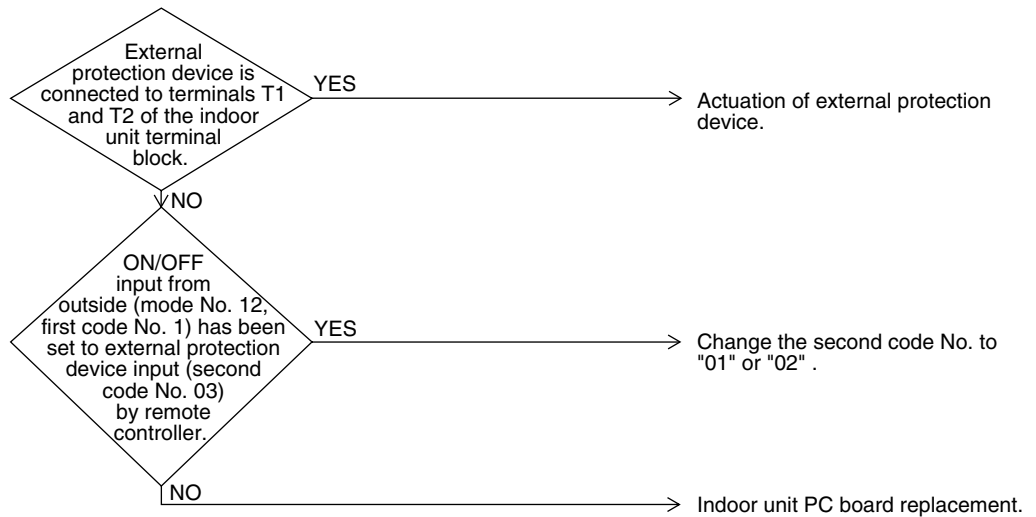 External
protection device is
connected to terminals T1
and T2 of the indoor
unit terminal
block.
YES
Actuation of external protection
device.
NO
ON/OFF
input from
outside (mode No. 12,
first code No. 1) has been
set to external protection
device input (second
code No. 03)
by remote
controller.
YES
Change the second code No. to
"01" or "02" .
NO
Indoor unit PC board replacement.